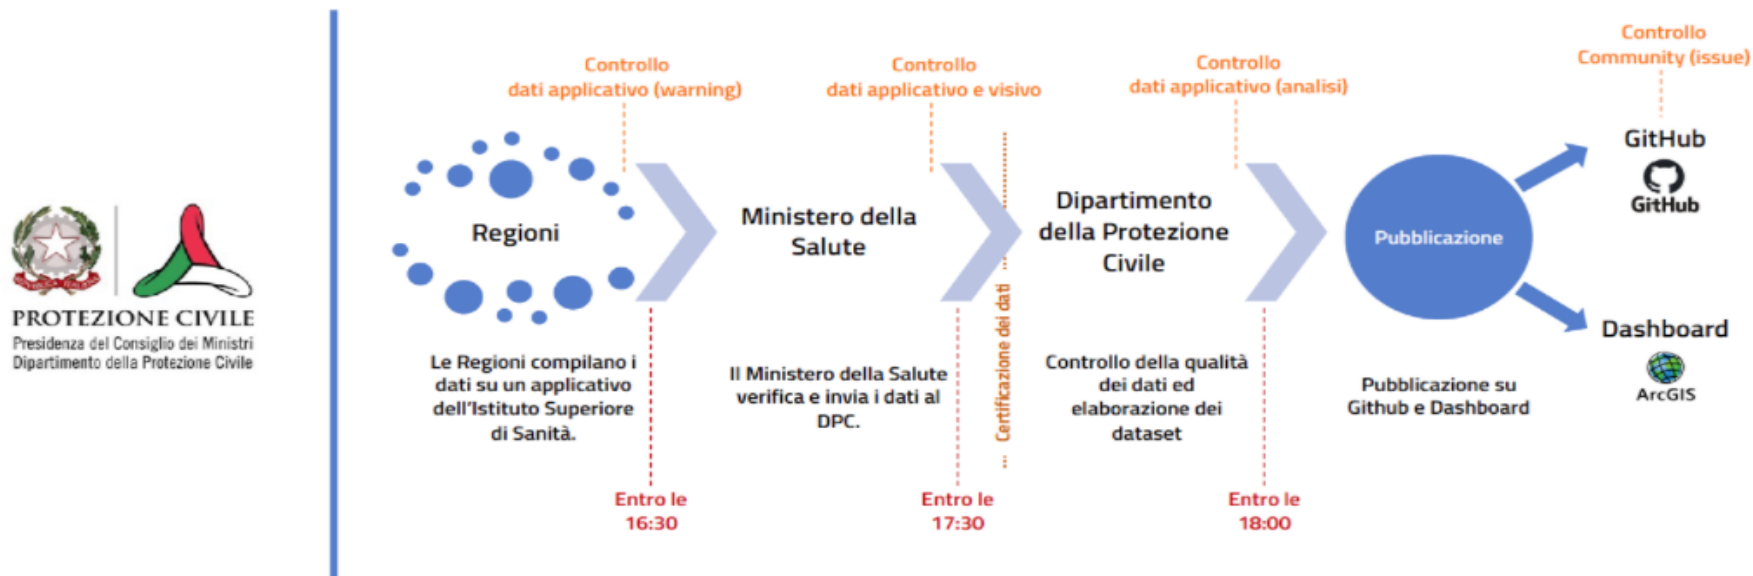 PROTEZIONE CIVILE
Presidenza del Consiglio dei Ministri
Dipartimento della Protezione Civile
Controllo
dati applicativo (warning)
Regioni
Le Regioni compilano i
dati su un applicativo
dell'Istituto Superiore
di Sanità.
Entro le
16:30
Controllo
dati applicativo e visivo
Ministero della
Salute
Il Ministero della Salute
verifica e invia i dati al
DPC.
Entro le
17:30
... Certificazione dei dati ...
Controllo
dati applicativo (analisi)
Dipartimento
della Protezione
Civile
Controllo della qualità
dei dati ed
elaborazione dei
dataset
Entro le
18:00
Pubblicazione
Pubblicazione su
Github e Dashboard
Controllo
Community (issue)
GitHub
GitHub
Dashboard
ArcGIS